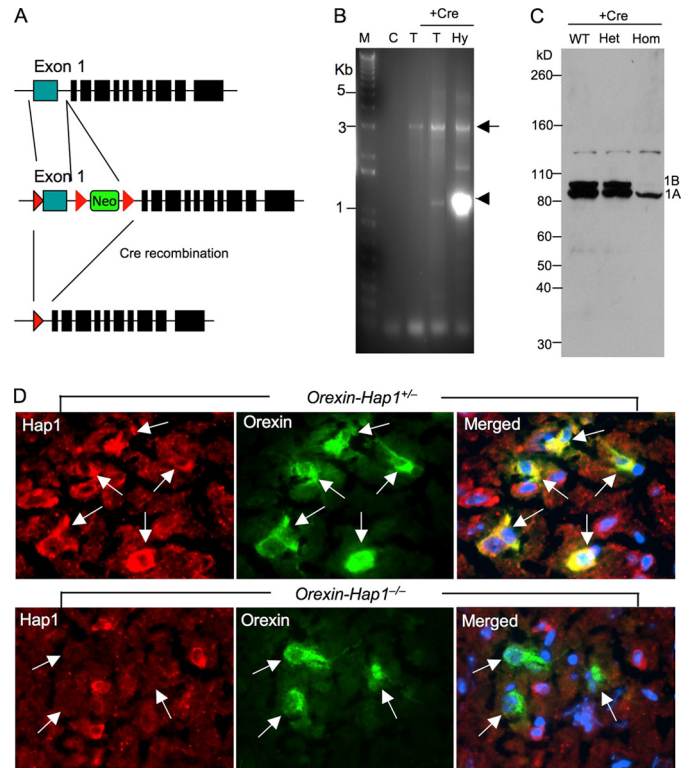 A
Exon 1
Exon 1
Neo
Cre recombination
B
+Cre
M C T T Hy
Kb
5
3
1
C
+Cre
kD WT Het Hom
260
160
110
80
60
50
40
30
1B
1A
D
Orexin-Hap1+/–
Hap1 Orexin Merged
Orexin-Hap1–/–
Hap1 Orexin Merged